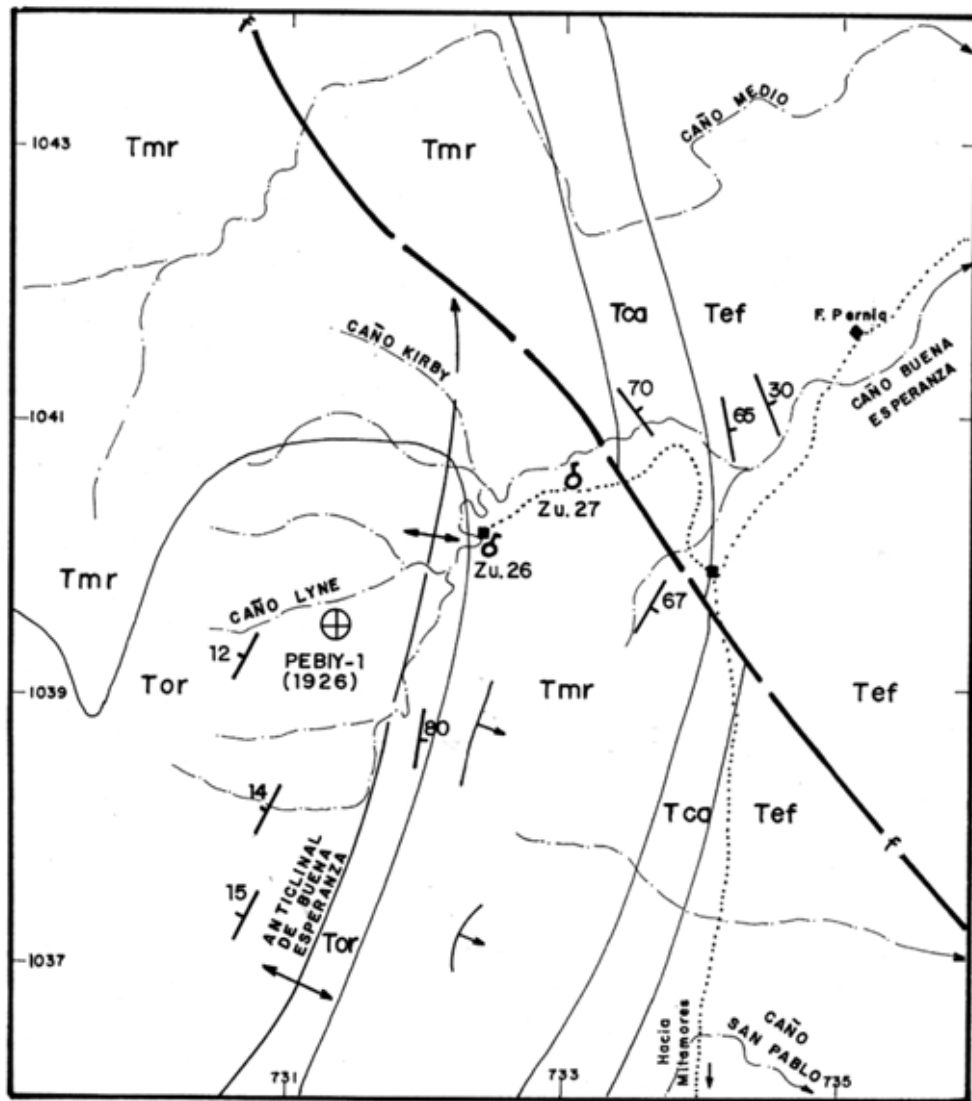 f
1043
Tmr
Tmr
CAÑO MEDIO
Tca
Tef
F. Perniq
CAÑO KIRBY
CAÑO BUENA
ESPERANZA
1041
70
65
30
Zu. 27
Zu. 26
Tmr
CAÑO LYNE
67
12
PEBIY-1
(1926)
1039
Tor
Tmr
Tef
80
14
Tca
Tef
f
15
ANTICLINAL
DE BUENA
ESPERANZA
Tor
1037
Hacia
Mitamores
CAÑO
SAN PABLO
731
733
735